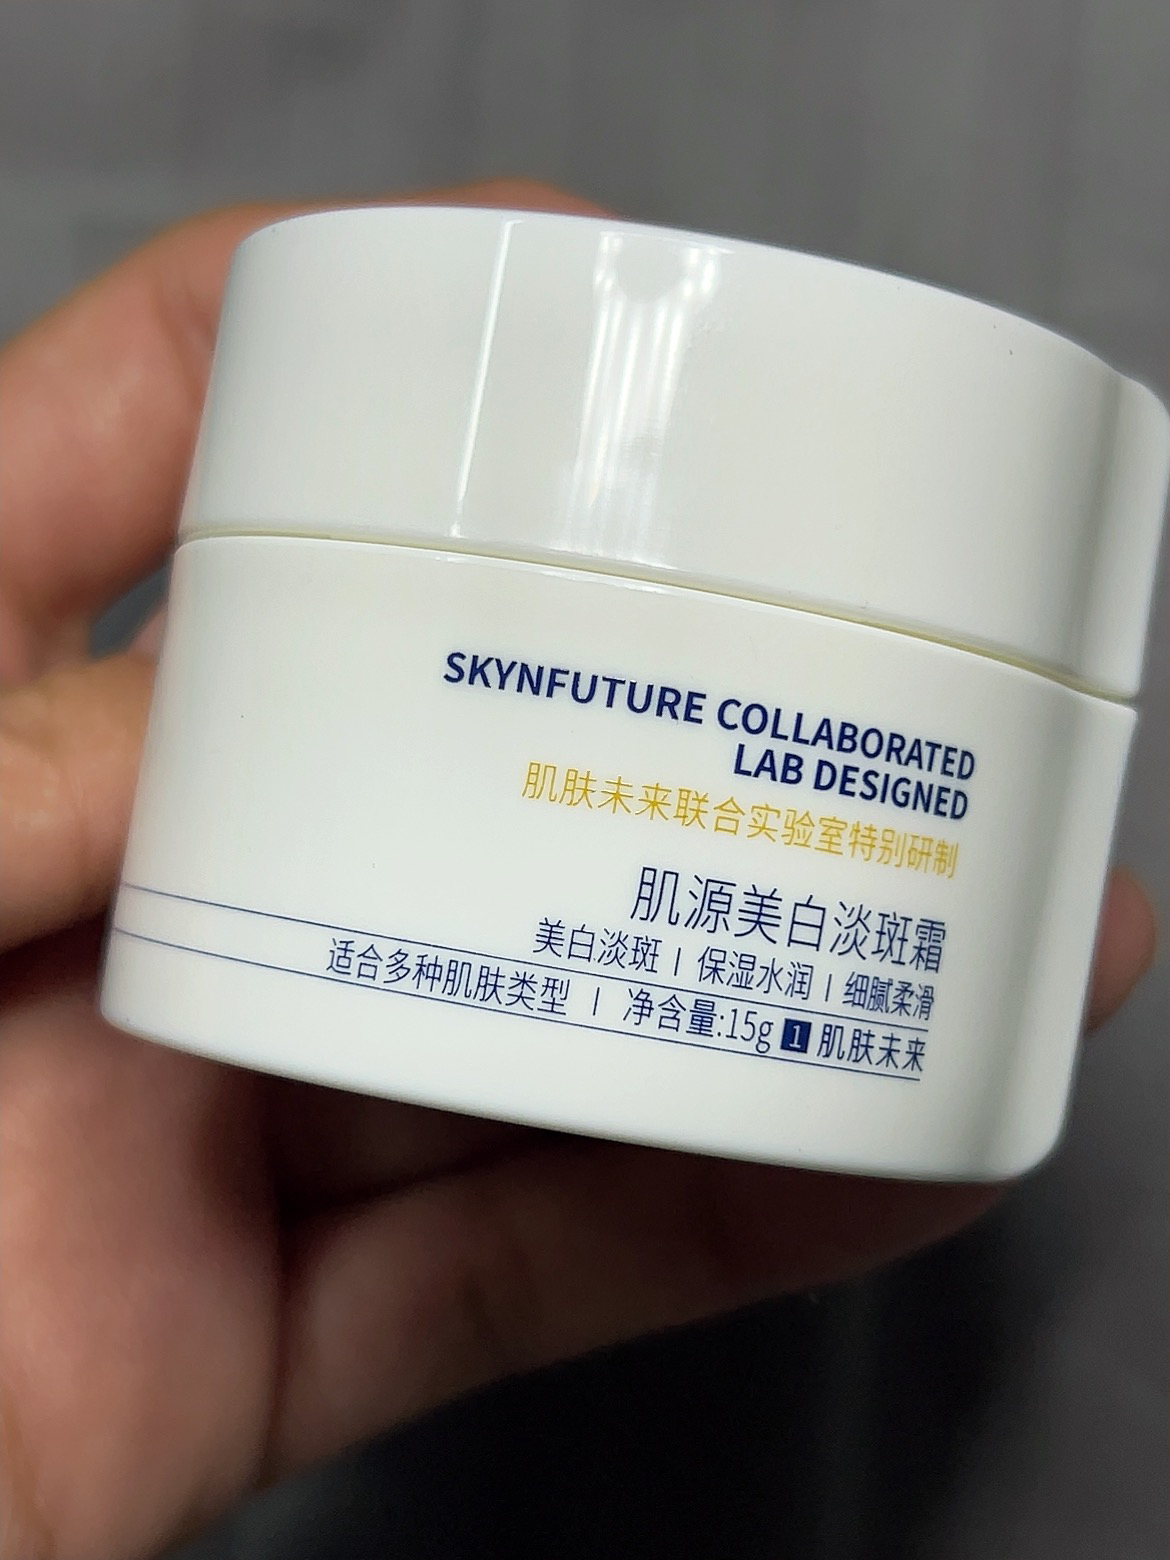 SKYNFUTURE COLLABORATED
LAB DESIGNED
肌肤未来联合实验室特别研制
肌源美白淡斑霜
美白淡斑 | 保湿水润 | 细腻柔滑
适合多种肌肤类型 | 净含量:15g 1 肌肤未来